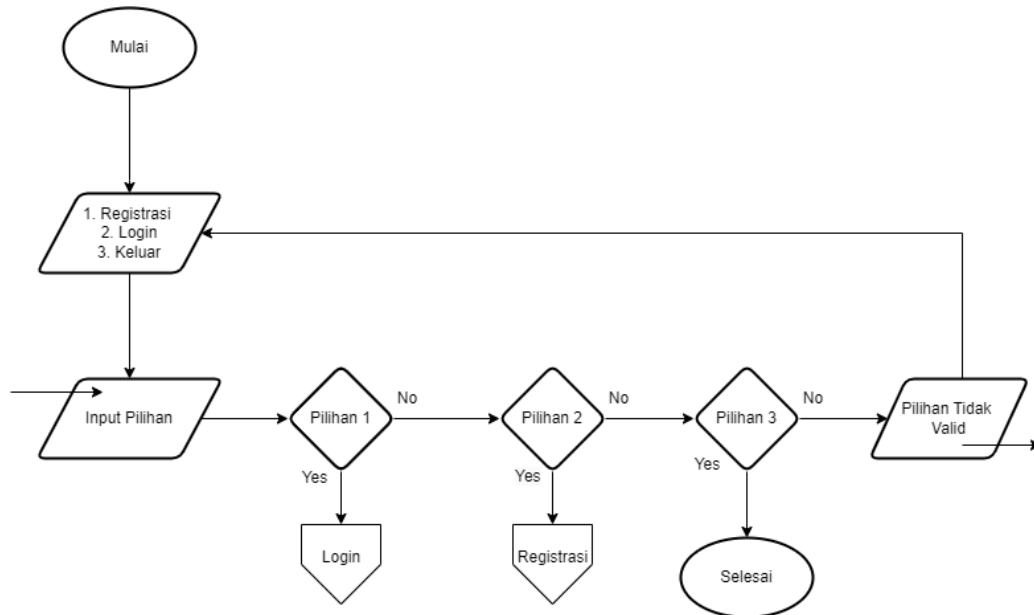 Mulai
1. Registrasi
2. Login
3. Keluar
Input Pilihan
Pilihan 1
No
Yes
Login
Pilihan 2
No
Yes
Registrasi
Pilihan 3
No
Yes
Selesai
Pilihan Tidak
Valid